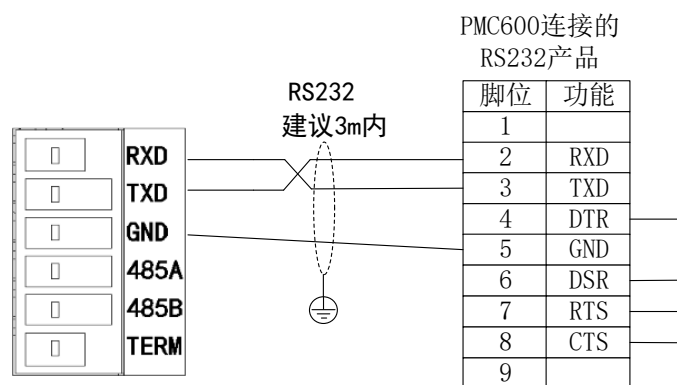 PMC600连接的
RS232产品
RS232
建议3m内
脚位 功能
1
2 RXD
3 TXD
4 DTR
5 GND
6 DSR
7 RTS
8 CTS
9
RXD
TXD
GND
485A
485B
TERM